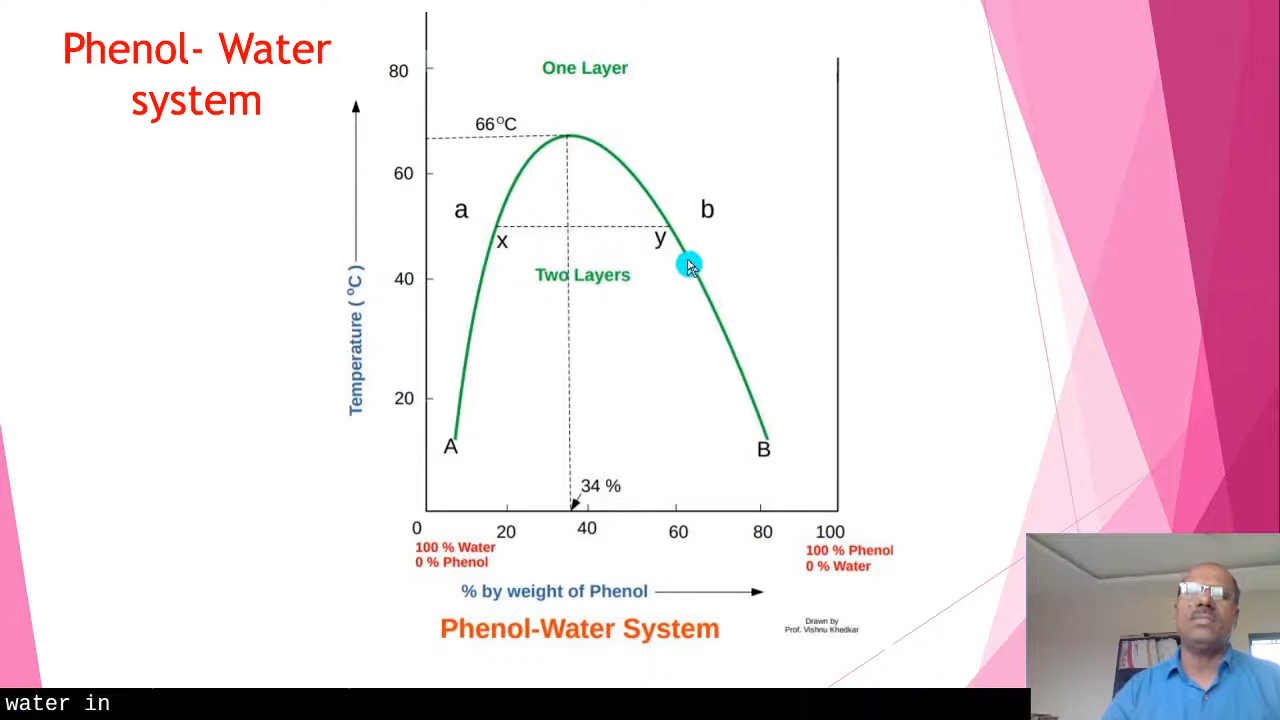 Phenol- Water
system
80
One Layer
66°C
60
a
b
x
y
Two Layers
40
Temperature ( °C )
20
A
B
34 %
0
20
40
60
80
100
100 % Water
0 % Phenol
100 % Phenol
0 % Water
% by weight of Phenol
Phenol-Water System
Drawn by
Prof. Vishnu Khedkar
water in